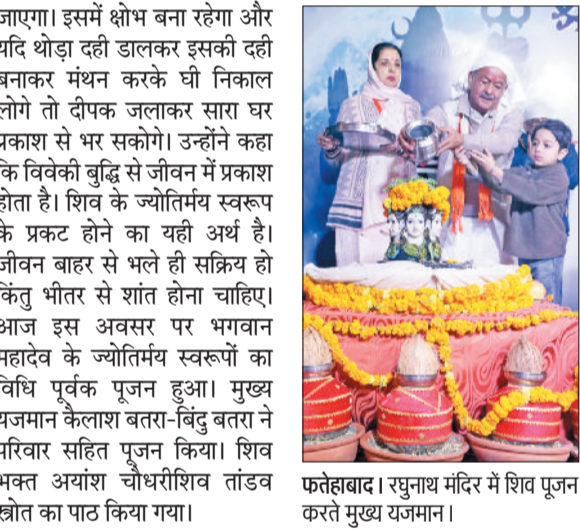 जाएगा। इसमें क्षोभ बना रहेगा और
यदि थोड़ा दही डालकर इसकी दही
बनाकर मंथन करके घी निकाल
लोगे तो दीपक जलाकर सारा घर
प्रकाश से भर सकोगे। उन्होंने कहा
कि विवेकी बुद्धि से जीवन में प्रकाश
होता है। शिव के ज्योतिर्मय स्वरूप
के प्रकट होने का यही अर्थ है।
जीवन बाहर से भले ही सक्रिय हो
किंतु भीतर से शांत होना चाहिए।
आज इस अवसर पर भगवान
महादेव के ज्योतिर्मय स्वरूपों का
विधि पूर्वक पूजन हुआ। मुख्य
यजमान कैलाश बतरा-बिंदु बतरा ने
परिवार सहित पूजन किया। शिव
भक्त अयांश चौधरीशिव तांडव
स्त्रोत का पाठ किया गया।
फतेहाबाद। रघुनाथ मंदिर में शिव पूजन
करते मुख्य यजमान।